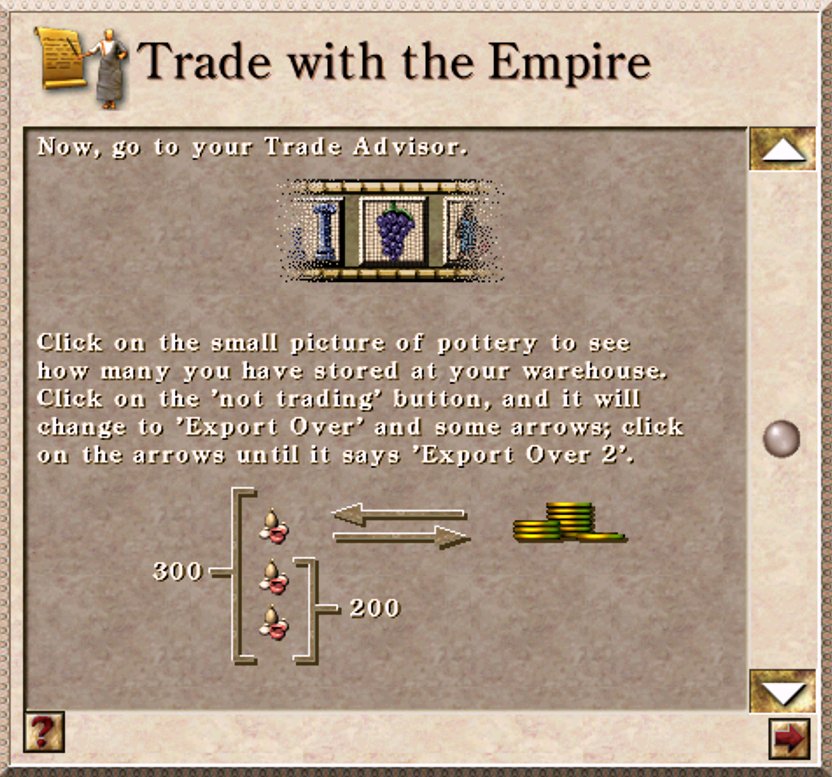 Trade with the Empire
Now, go to your Trade Advisor.
Click on the small picture of pottery to see
how many you have stored at your warehouse.
Click on the 'not trading' button, and it will
change to 'Export Over' and some arrows; click
on the arrows until it says 'Export Over 2'.
300
200
?